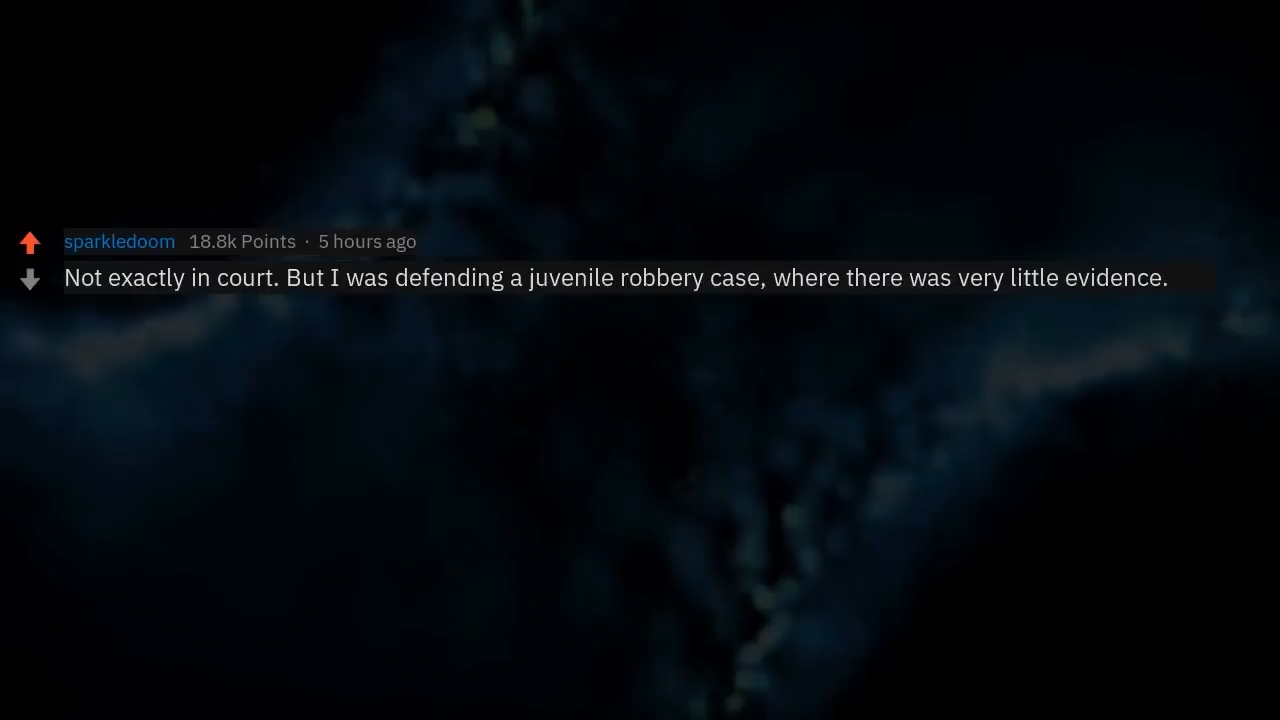 sparkledoom 18.8k Points · 5 hours ago
Not exactly in court. But I was defending a juvenile robbery case, where there was very little evidence.